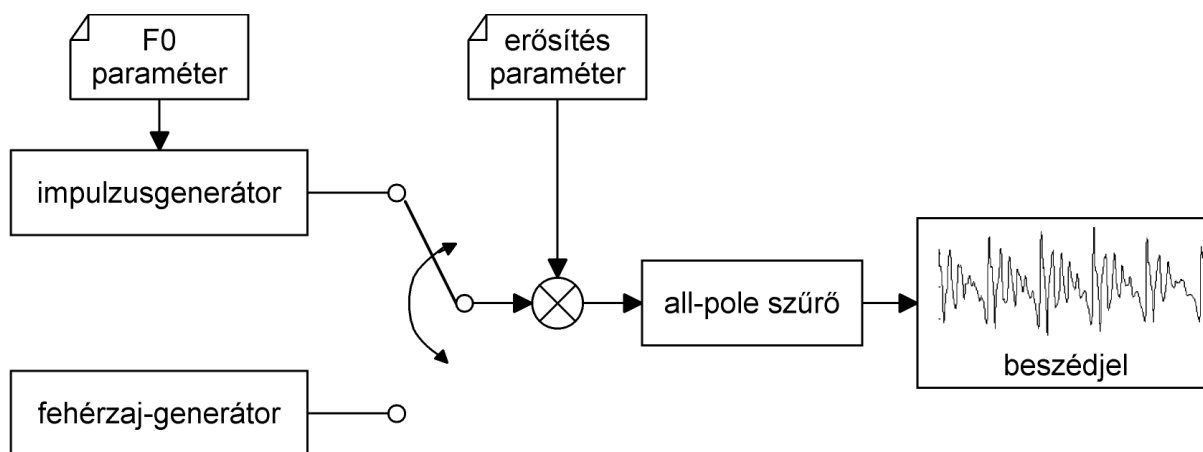 F0
paraméter
erősítés
paraméter
impulzusgenerátor
all-pole szűrő
beszédjel
fehérzaj-generátor